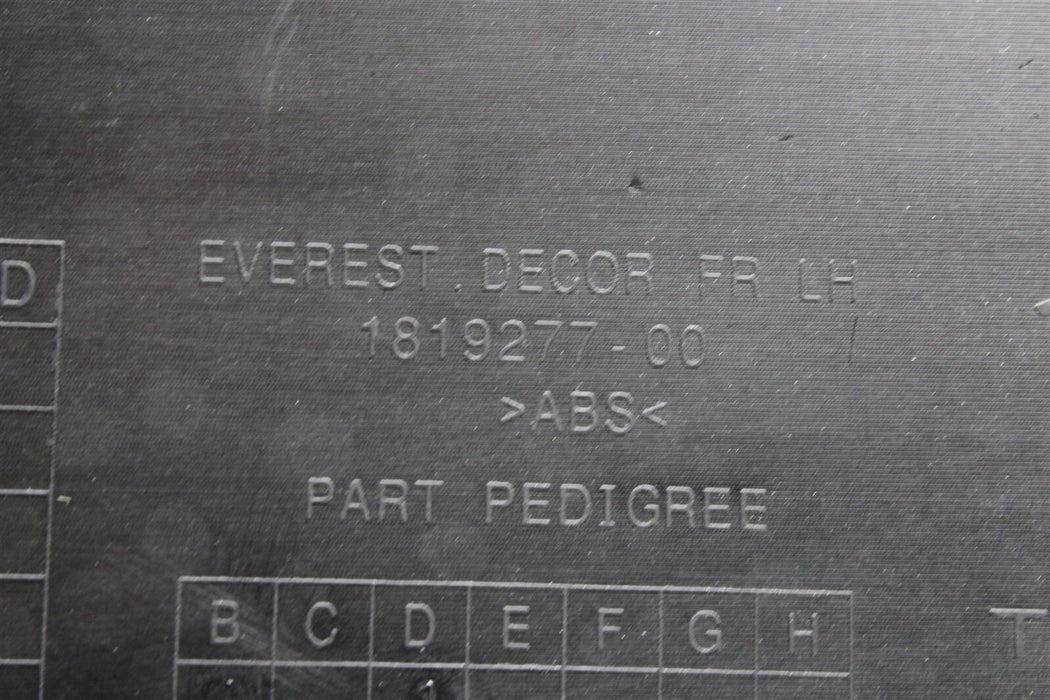 EVEREST. DECOR FR LH
1819277-00
>ABS<
PART PEDIGREE
D
B C D E F G H
T